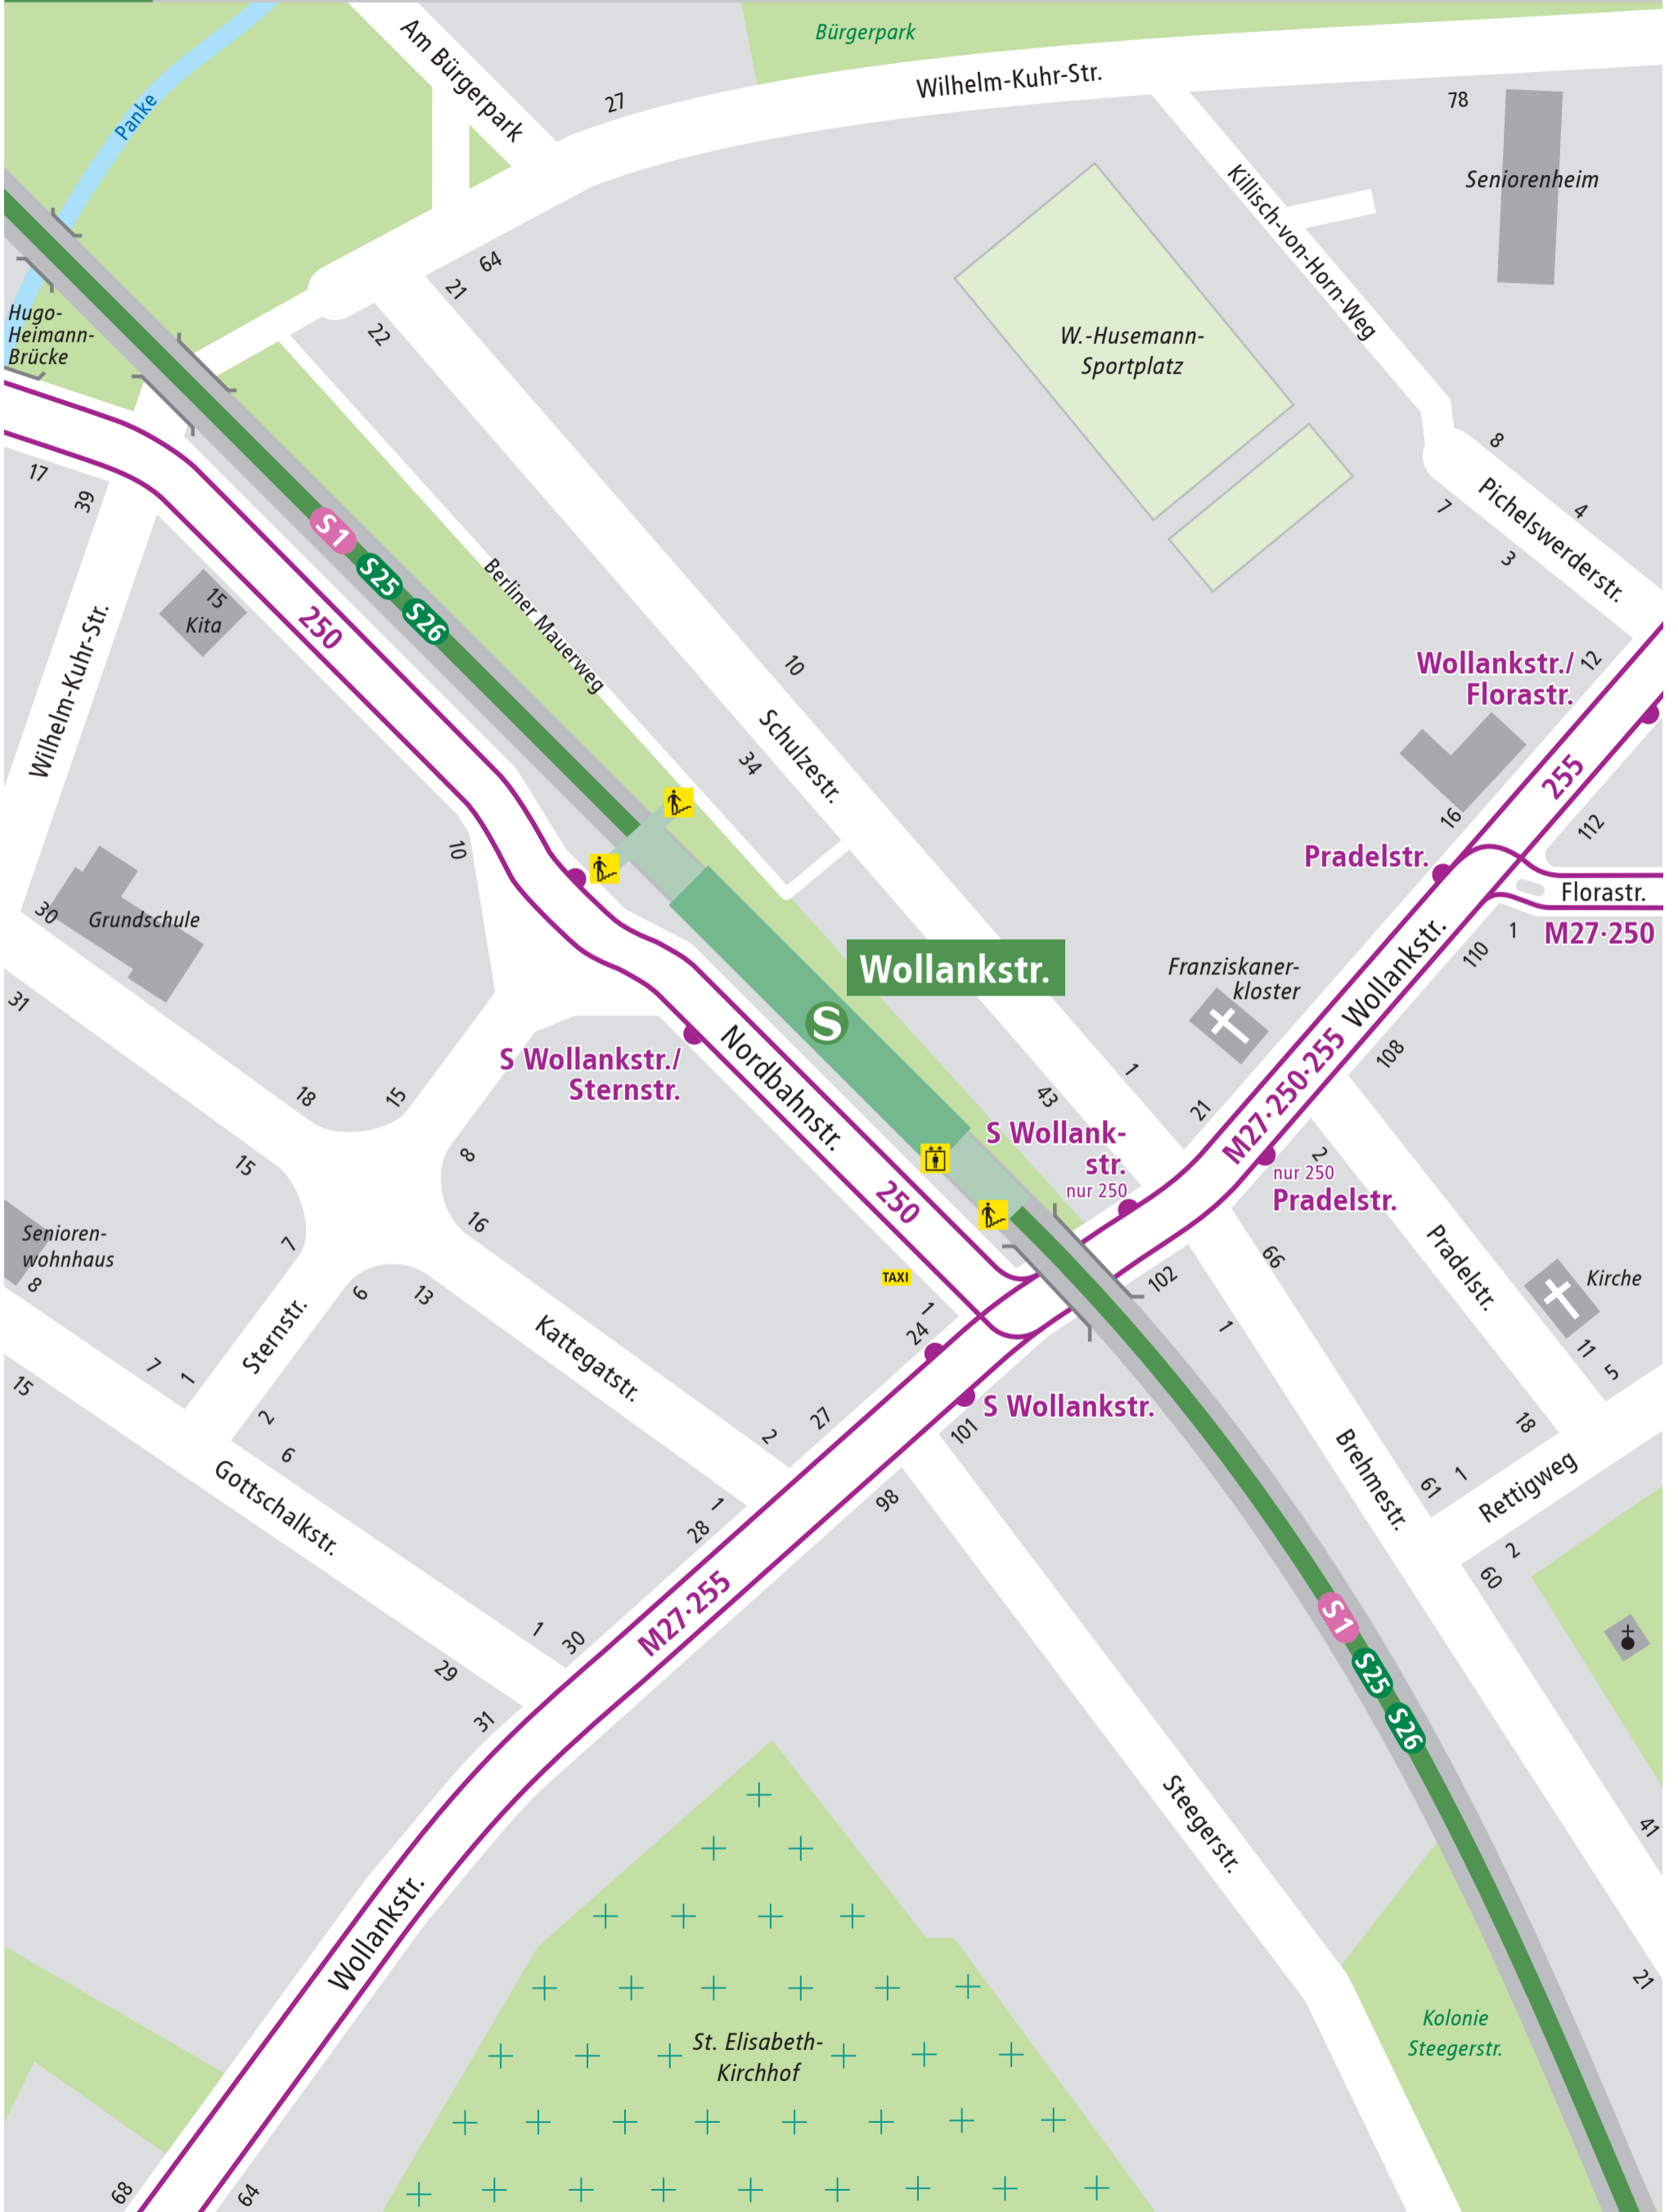 Bürgerpark
Am Bürgerpark
Wilhelm-Kuhr-Str.
27
78
Panke
Seniorenheim
Killisch-von-Horn-Weg
64
21
22
Hugo-
Heimann-
Brücke
W.-Husemann-
Sportplatz
17
39
8
4
7
3
Pichelswerderstr.
S1
S25
S26
250
15
Kita
Berliner Mauerweg
Wilhelm-Kuhr-Str.
10
Schulzestr.
34
12
Wollankstr./
Florastr.
255
16
112
Pradelstr.
Florastr.
M27·250
1
110
10
30
Grundschule
31
Wollankstr.
S
Franziskaner-
kloster
Wollankstr.
M27·250·255
108
S Wollankstr./
Sternstr.
Nordbahnstr.
18
15
43
1
21
S Wollank-
str.
nur 250
2
nur 250
Pradelstr.
15
8
16
250
Senioren-
wohnhaus
8
7
6
13
TAXI
1
24
102
66
1
Pradelstr.
Kirche
11
5
Sternstr.
Kattegatstr.
7
1
15
2
6
Gottschalkstr.
2
27
S Wollankstr.
101
98
1
28
18
Brehmestr.
61
1
Rettigweg
2
60
M27·255
1
30
29
31
S1
S25
S26
Steegerstr.
41
21
Wollankstr.
St. Elisabeth-
Kirchhof
Kolonie
Steegerstr.
68
64